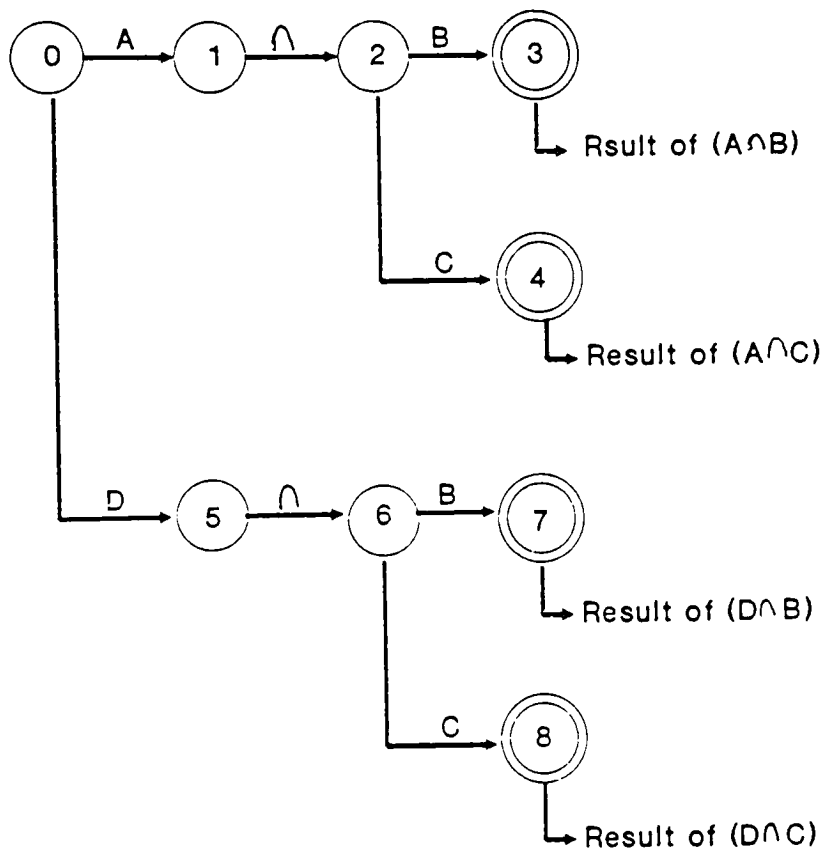 0 A 1 ∩ 2 B 3
Rsult of (A∩B)
C 4
Result of (A∩C)
D 5 ∩ 6 B 7
Result of (D∩B)
C 8
Result of (D∩C)